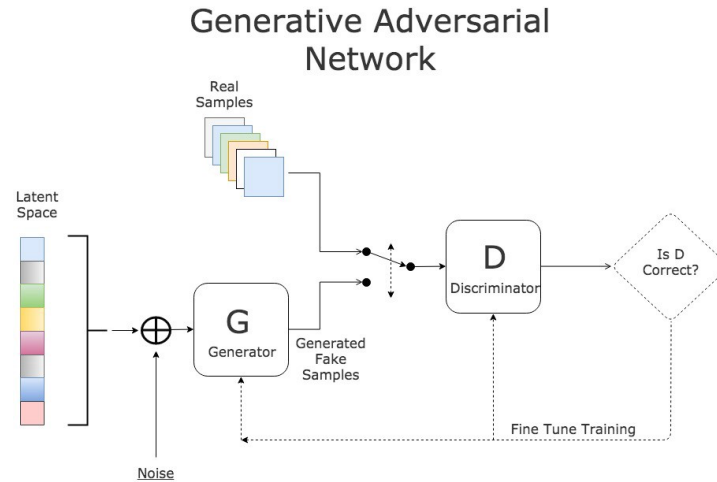 Generative Adversarial
Network
Real
Samples
Latent
Space
D
Discriminator
Is D
Correct?
G
Generator
Generated
Fake
Samples
Fine Tune Training
Noise